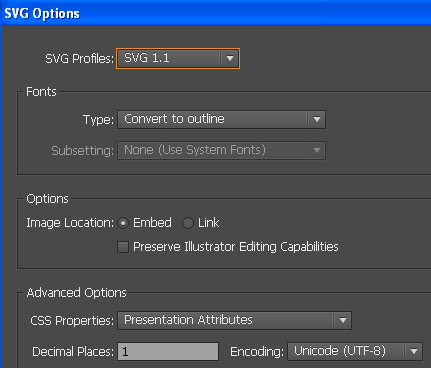 SVG Options
SVG Profiles: SVG 1.1
Fonts
Type: Convert to outline
Subsetting: None (Use System Fonts)
Options
Image Location: Embed Link
Preserve Illustrator Editing Capabilities
Advanced Options
CSS Properties: Presentation Attributes
Decimal Places: 1 Encoding: Unicode (UTF-8)